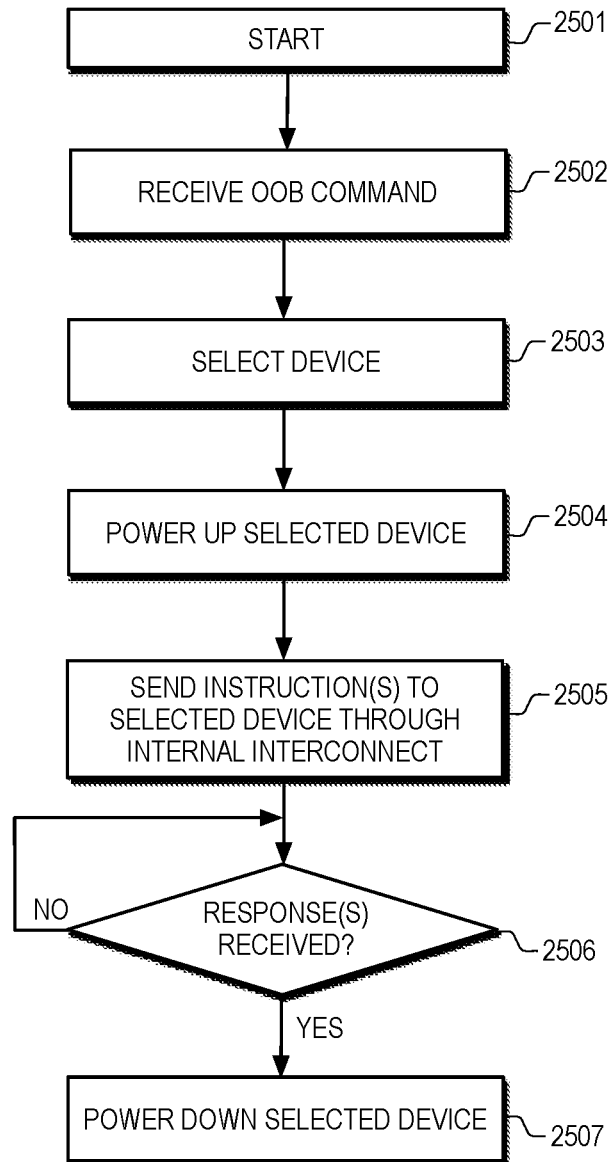 START
2501
RECEIVE OOB COMMAND
2502
SELECT DEVICE
2503
POWER UP SELECTED DEVICE
2504
SEND INSTRUCTION(S) TO
SELECTED DEVICE THROUGH
INTERNAL INTERCONNECT
2505
NO
RESPONSE(S)
RECEIVED?
2506
YES
POWER DOWN SELECTED DEVICE
2507